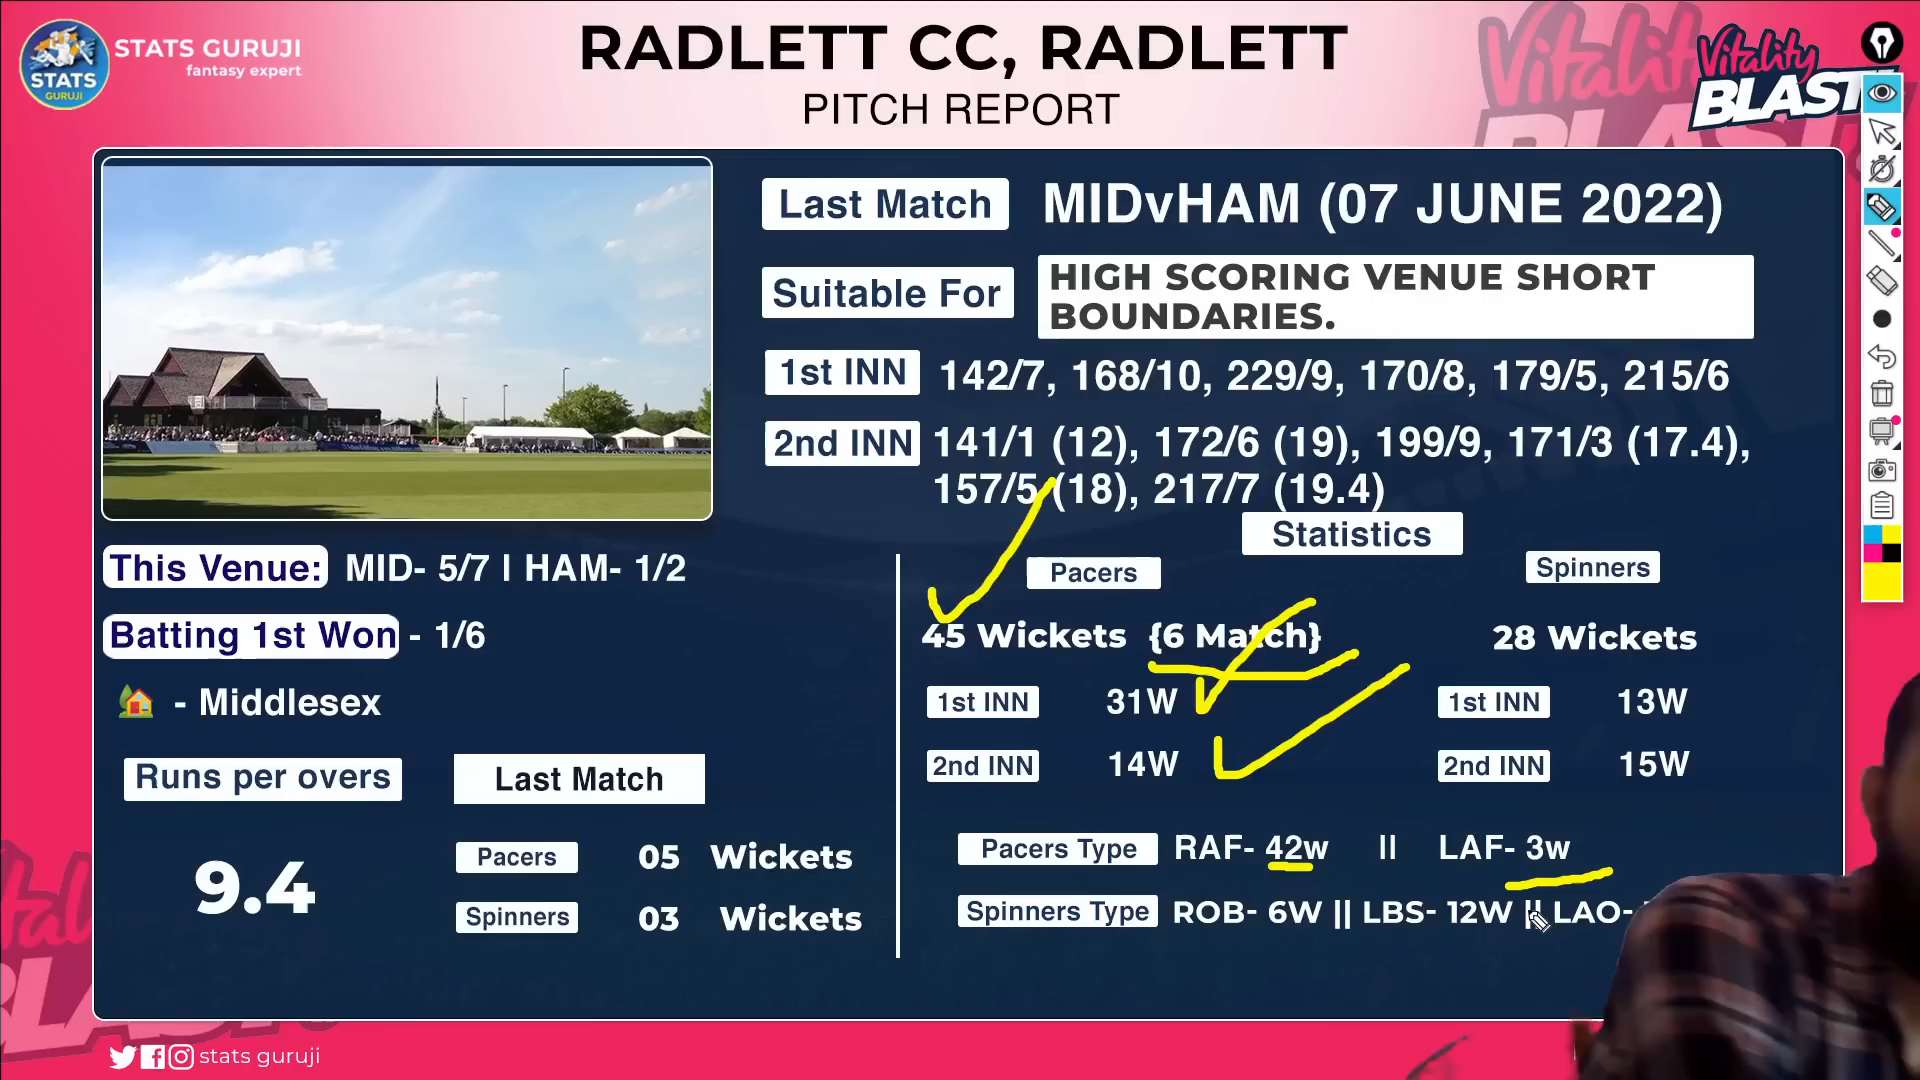 STATS GURUJI
fantasy expert
STATS
GURUJI
RADLETT CC, RADLETT
PITCH REPORT
Vitality
BLAST
Last Match MIDvHAM (07 JUNE 2022)
Suitable For HIGH SCORING VENUE SHORT
BOUNDARIES.
1st INN 142/7, 168/10, 229/9, 170/8, 179/5, 215/6
2nd INN 141/1 (12), 172/6 (19), 199/9, 171/3 (17.4),
157/5 (18), 217/7 (19.4)
Statistics
This Venue: MID- 5/7 I HAM- 1/2
Batting 1st Won - 1/6
- Middlesex
Runs per overs
9.4
Last Match
Pacers 05 Wickets
Spinners 03 Wickets
Pacers
45 Wickets {6 Match}
1st INN 31W
2nd INN 14W
Spinners
28 Wickets
1st INN 13W
2nd INN 15W
Pacers Type RAF- 42w || LAF- 3w
Spinners Type ROB- 6W || LBS- 12W || LAO-
stats guruji